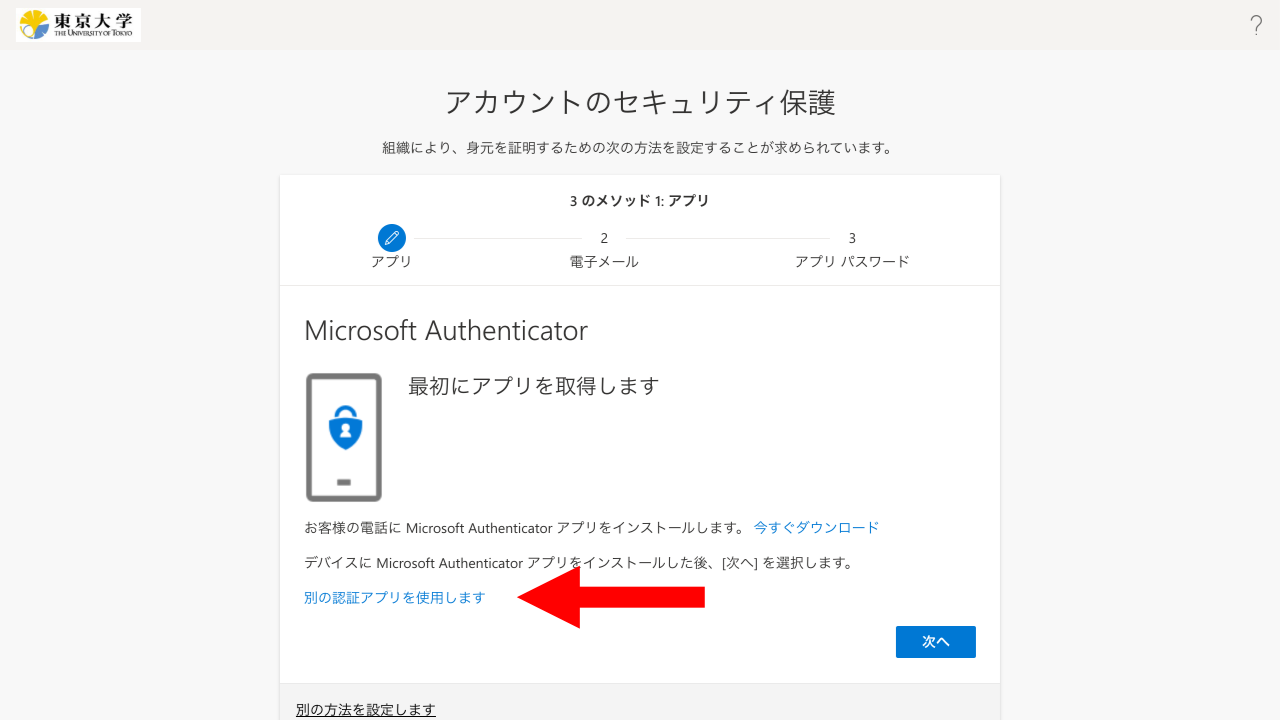 東京大学
THE UNIVERSITY OF TOKYO
?
アカウントのセキュリティ保護
組織により、身元を証明するための次の方法を設定することが求められています。
3 のメソッド 1: アプリ
2
3
アプリ
電子メール
アプリ パスワード
Microsoft Authenticator
最初にアプリを取得します
お客様の電話に Microsoft Authenticator アプリをインストールします。 今すぐダウンロード
デバイスに Microsoft Authenticator アプリをインストールした後、[次へ] を選択します。
別の認証アプリを使用します
次へ
別の方法を設定します